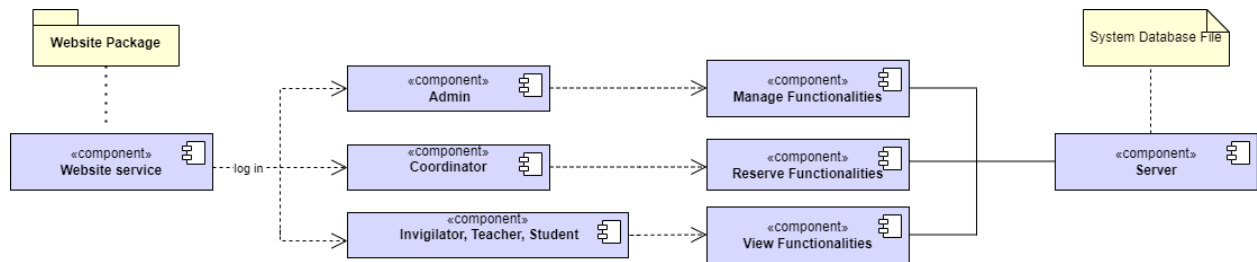 Website Package
System Database File
«component»
Admin
«component»
Manage Functionalities
«component»
Website service
log in
«component»
Coordinator
«component»
Reserve Functionalities
«component»
Server
«component»
Invigilator, Teacher, Student
«component»
View Functionalities